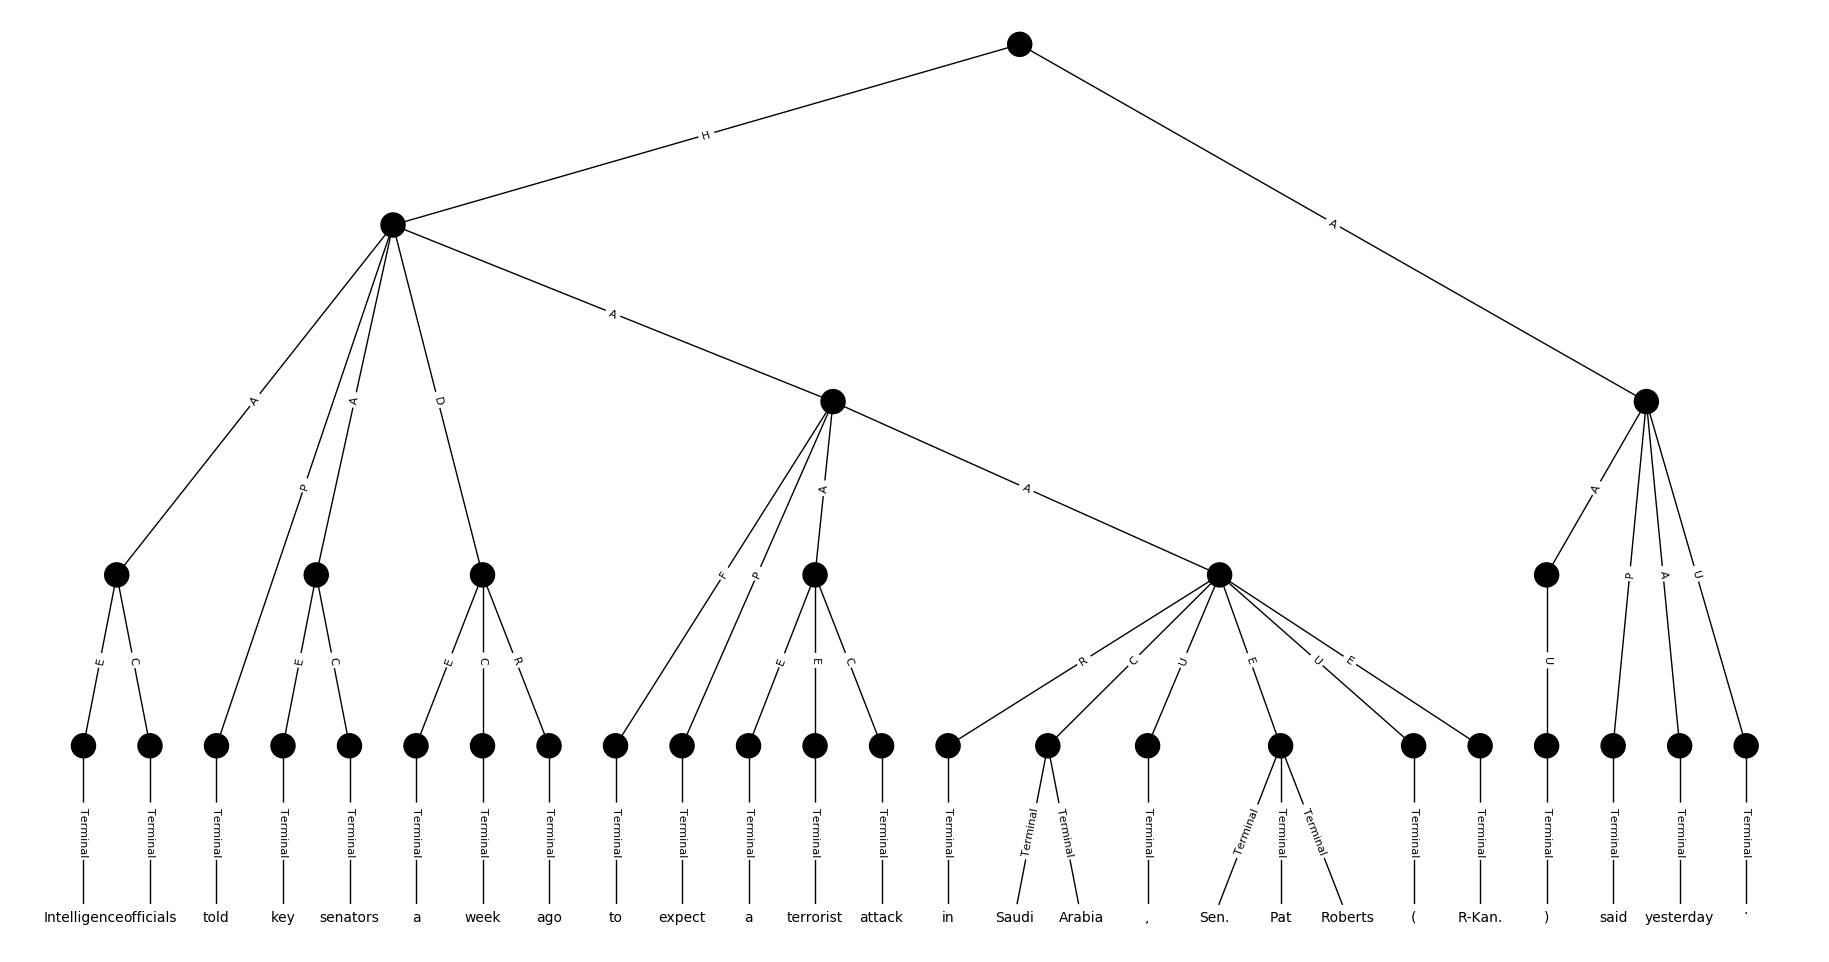 H
A
A
P
A
D
A
F
P
A
A
A
P
A
U
E
C
E
C
E
C
R
E
E
C
R
C
U
E
U
E
U
Terminal Terminal Terminal Terminal Terminal Terminal Terminal Terminal Terminal Terminal Terminal Terminal Terminal Terminal Terminal Terminal Terminal Terminal Terminal Terminal Terminal Terminal Terminal Terminal Terminal Terminal
Intelligence officials told key senators a week ago to expect a terrorist attack in Saudi Arabia , Sen. Pat Roberts ( R-Kan. ) said yesterday .